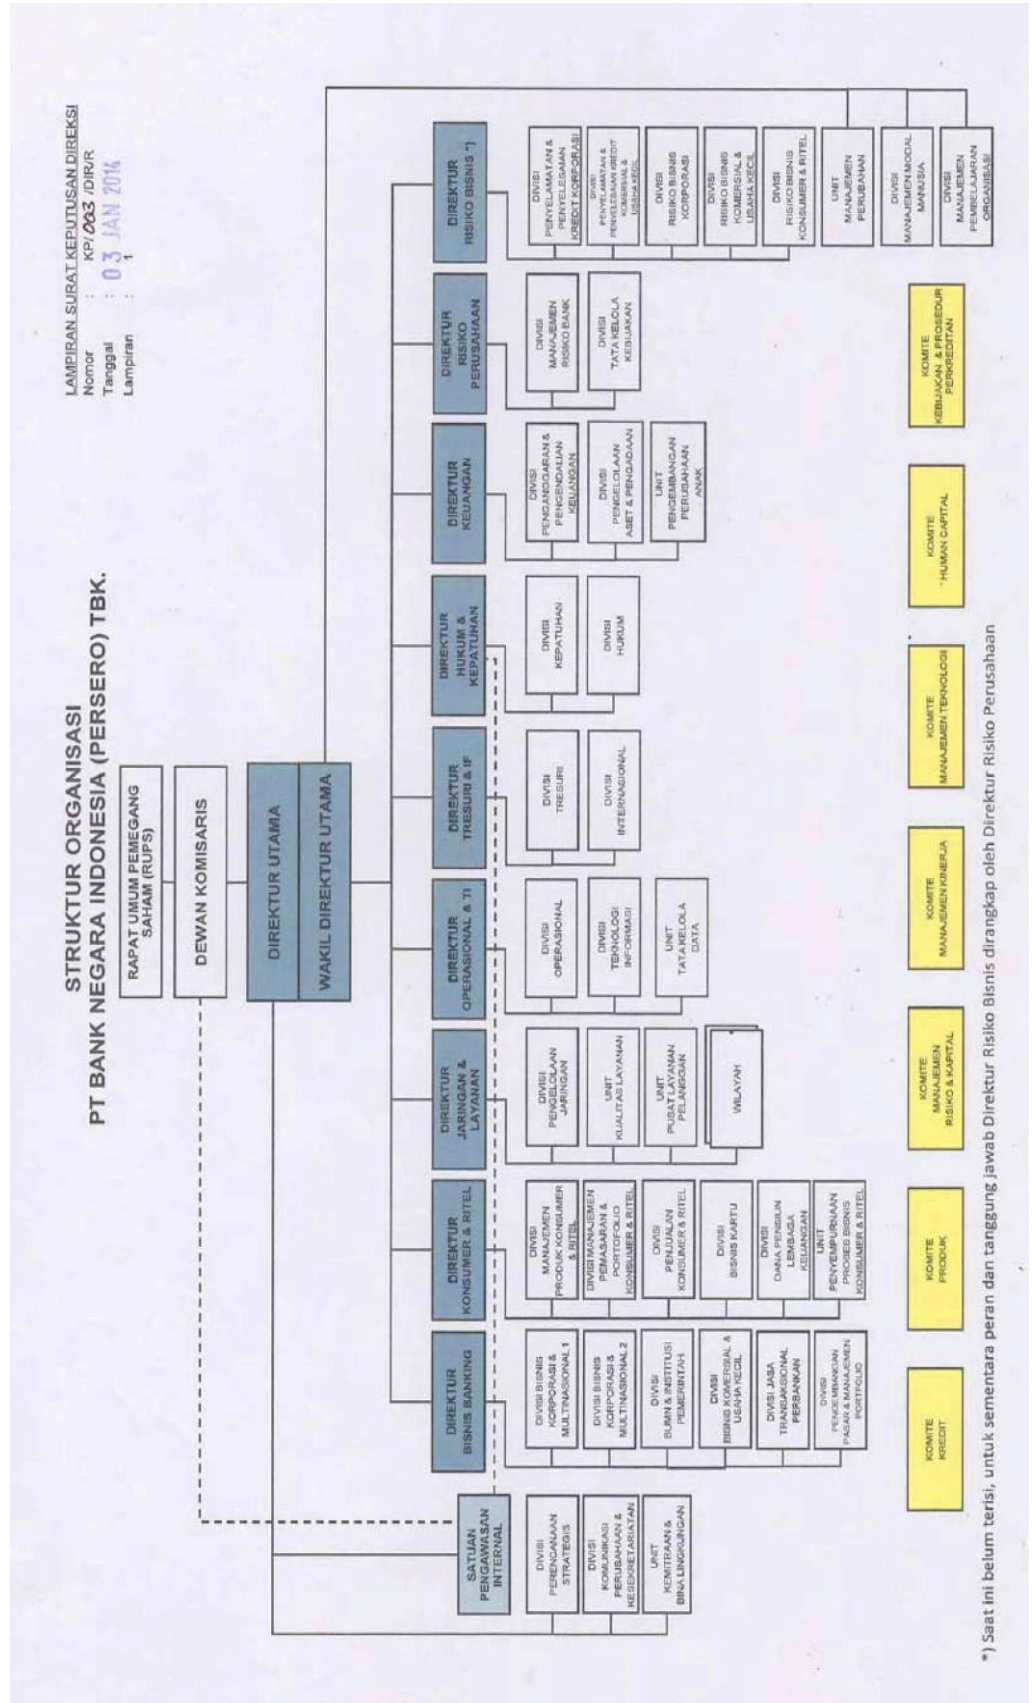 LAMPIRAN SURAT KEPUTUSAN DIREKSI
Nomor : KP/ 003 /DIR/R
Tanggal : 03 JAN 2014
Lampiran : 1
STRUKTUR ORGANISASI
PT BANK NEGARA INDONESIA (PERSERO) TBK.
RAPAT UMUM PEMEGANG
SAHAM (RUPS)
DEWAN KOMISARIS
DIREKTUR UTAMA
WAKIL DIREKTUR UTAMA
SATUAN
PENGAWASAN
INTERNAL
DIVISI
PERENCANAAN
STRATEGIS
DIVISI
KOMUNIKASI
PERUSAHAAN &
KESEKRETARIATAN
UNIT
KEMITRAAN &
BINA LINGKUNGAN
DIREKTUR
BISNIS BANKING
DIVISI BISNIS
KORPORASI &
MULTINASIONAL 1
DIVISI BISNIS
KORPORASI &
MULTINASIONAL 2
DIVISI
BUMN & INSTITUSI
PEMERINTAH
DIVISI
BISNIS KOMERSIAL &
USAHA KECIL
DIVISI JASA
TRANSAKSIONAL
PERBANKAN
DIVISI
PENGEMBANGAN
PASAR & MANAJEMEN
PORTFOLIO
DIREKTUR
KONSUMER & RITEL
DIVISI
MANAJEMEN
PRODUK KONSUMER
& RITEL
DIVISI MANAJEMEN
PEMASARAN &
PORTOFOLIO
KONSUMER & RITEL
DIVISI
PENJUALAN
KONSUMER & RITEL
DIVISI
BISNIS KARTU
DIVISI
DANA PENSIUN
LEMBAGA
KEUANGAN
UNIT
PENYEMPURNAAN
PROSES BISNIS
KONSUMER & RITEL
DIREKTUR
JARINGAN &
LAYANAN
DIVISI
PENGELOLAAN
JARINGAN
UNIT
KUALITAS LAYANAN
UNIT
PUSAT LAYANAN
PELANGGAN
WILAYAH
DIREKTUR
OPERASIONAL & TI
DIVISI
OPERASIONAL
DIVISI
TEKNOLOGI
INFORMASI
UNIT
TATA KELOLA
DATA
DIREKTUR
TRESURI & IF
DIVISI
TRESURI
DIVISI
INTERNASIONAL
DIREKTUR
HUKUM &
KEPATUHAN
DIVISI
KEPATUHAN
DIVISI
HUKUM
DIREKTUR
KEUANGAN
DIVISI
PENGANGGARAN &
PENGENDALIAN
KEUANGAN
DIVISI
PENGELOLAAN
ASET & PENGADAAN
UNIT
PENGEMBANGAN
PERUSAHAAN
ANAK
DIREKTUR
RISIKO
PERUSAHAAN
DIVISI
MANAJEMEN
RISIKO BANK
DIVISI
TATA KELOLA
KEBIJAKAN
DIREKTUR
RISIKO BISNIS *)
DIVISI
PENYELAMATAN &
PENYELESAIAN
KREDIT KORPORASI
DIVISI
PENYELAMATAN &
PENYELESAIAN KREDIT
KOMERSIAL &
USAHA KECIL
DIVISI
RISIKO BISNIS
KORPORASI
DIVISI
RISIKO BISNIS
KOMERSIAL &
USAHA KECIL
DIVISI
RISIKO BISNIS
KONSUMER & RITEL
UNIT
MANAJEMEN
PERUBAHAN
DIVISI
MANAJEMEN MODAL
MANUSIA
DIVISI
MANAJEMEN
PEMBELAJARAN
ORGANISASI
KOMITE
KREDIT
KOMITE
PRODUK
KOMITE
MANAJEMEN
RISIKO & KAPITAL
KOMITE
MANAJEMEN KINERJA
KOMITE
MANAJEMEN TEKNOLOGI
KOMITE
HUMAN CAPITAL
KOMITE
KEBIJAKAN & PROSEDUR
PERKREDITAN
*) Saat ini belum terisi, untuk sementara peran dan tanggung jawab Direktur Risiko Bisnis dirangkap oleh Direktur Risiko Perusahaan